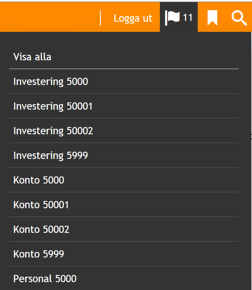 Logga ut 11
Visa alla
Investering 5000
Investering 50001
Investering 50002
Investering 5999
Konto 5000
Konto 50001
Konto 50002
Konto 5999
Personal 5000